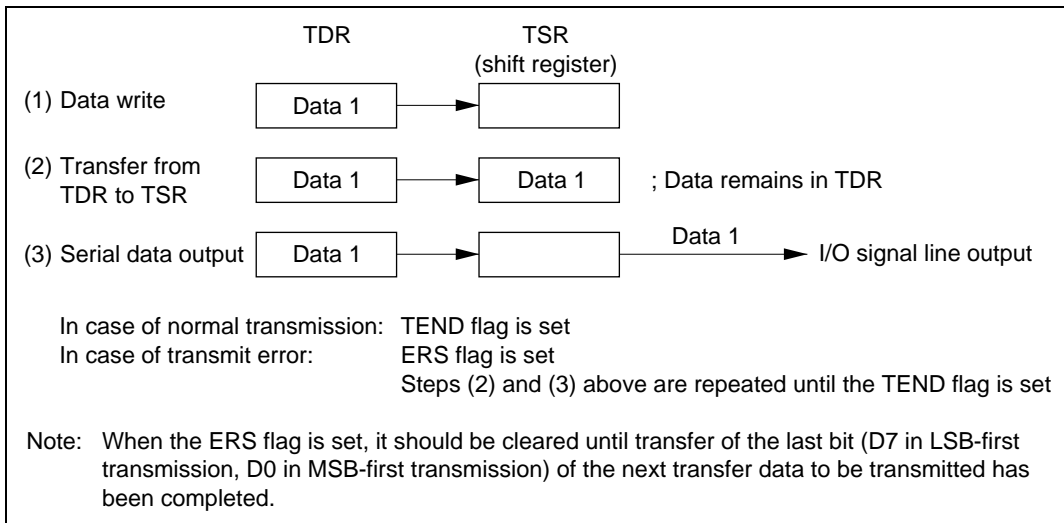 TDR TSR
(shift register)
(1) Data write Data 1
(2) Transfer from
TDR to TSR Data 1 Data 1 ; Data remains in TDR
(3) Serial data output Data 1 Data 1 I/O signal line output
In case of normal transmission: TEND flag is set
In case of transmit error: ERS flag is set
Steps (2) and (3) above are repeated until the TEND flag is set
Note: When the ERS flag is set, it should be cleared until transfer of the last bit (D7 in LSB-first
transmission, D0 in MSB-first transmission) of the next transfer data to be transmitted has
been completed.